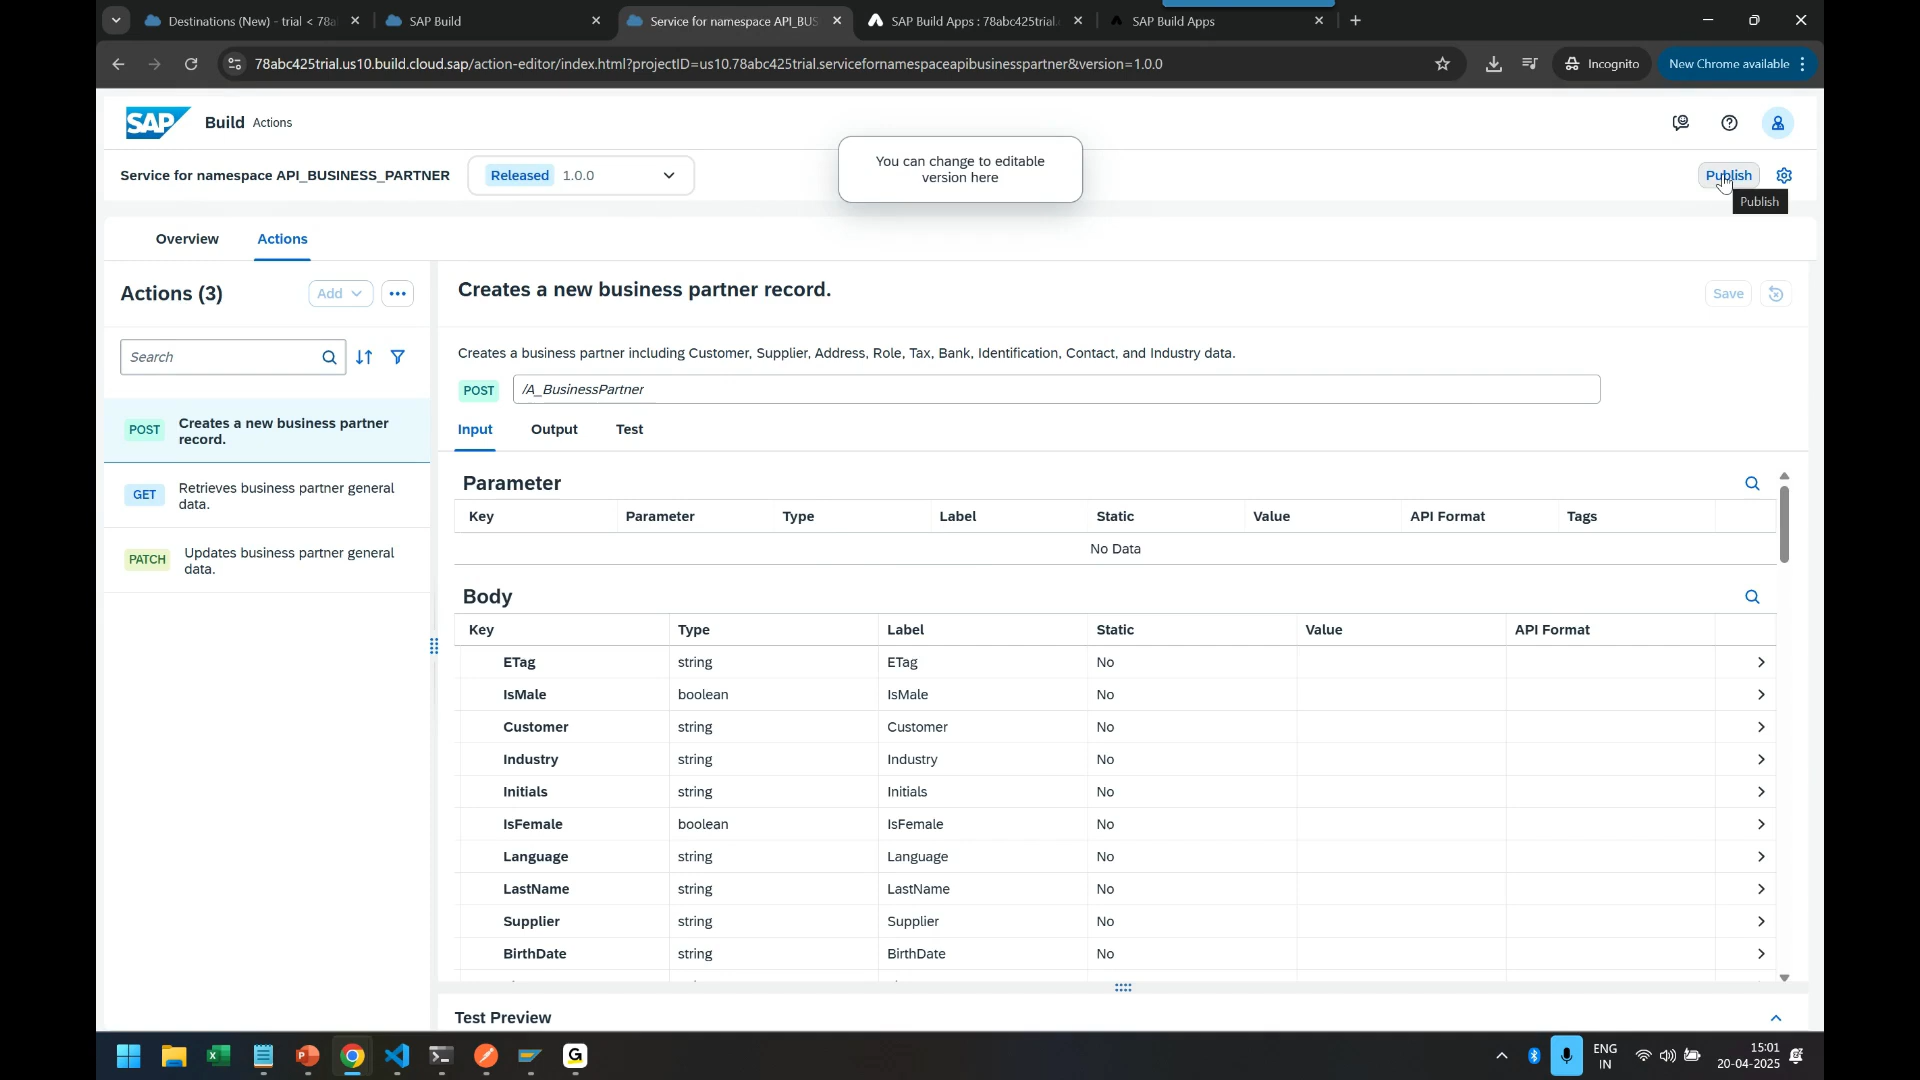 Destinations (New) - trial < 78a
SAP Build
Service for namespace API_BUS
SAP Build Apps : 78abc425trial.
SAP Build Apps
78abc425trial.us10.build.cloud.sap/action-editor/index.html?projectID=us10.78abc425trial.servicefornamespaceapibusinesspartner&version=1.0.0
Incognito
New Chrome available
SAP
Build Actions
You can change to editable
version here
Service for namespace API_BUSINESS_PARTNER
Released 1.0.0
Publish
Publish
Overview
Actions
Actions (3)
Add
Creates a new business partner record.
Save
Search
Creates a business partner including Customer, Supplier, Address, Role, Tax, Bank, Identification, Contact, and Industry data.
POST /A_BusinessPartner
POST Creates a new business partner
record.
GET Retrieves business partner general
data.
PATCH Updates business partner general
data.
Input Output Test
Parameter
Key Parameter Type Label Static Value API Format Tags
No Data
Body
Key Type Label Static Value API Format
ETag string ETag No
IsMale boolean IsMale No
Customer string Customer No
Industry string Industry No
Initials string Initials No
IsFemale boolean IsFemale No
Language string Language No
LastName string LastName No
Supplier string Supplier No
BirthDate string BirthDate No
Test Preview
ENG
IN
15:01
20-04-2025